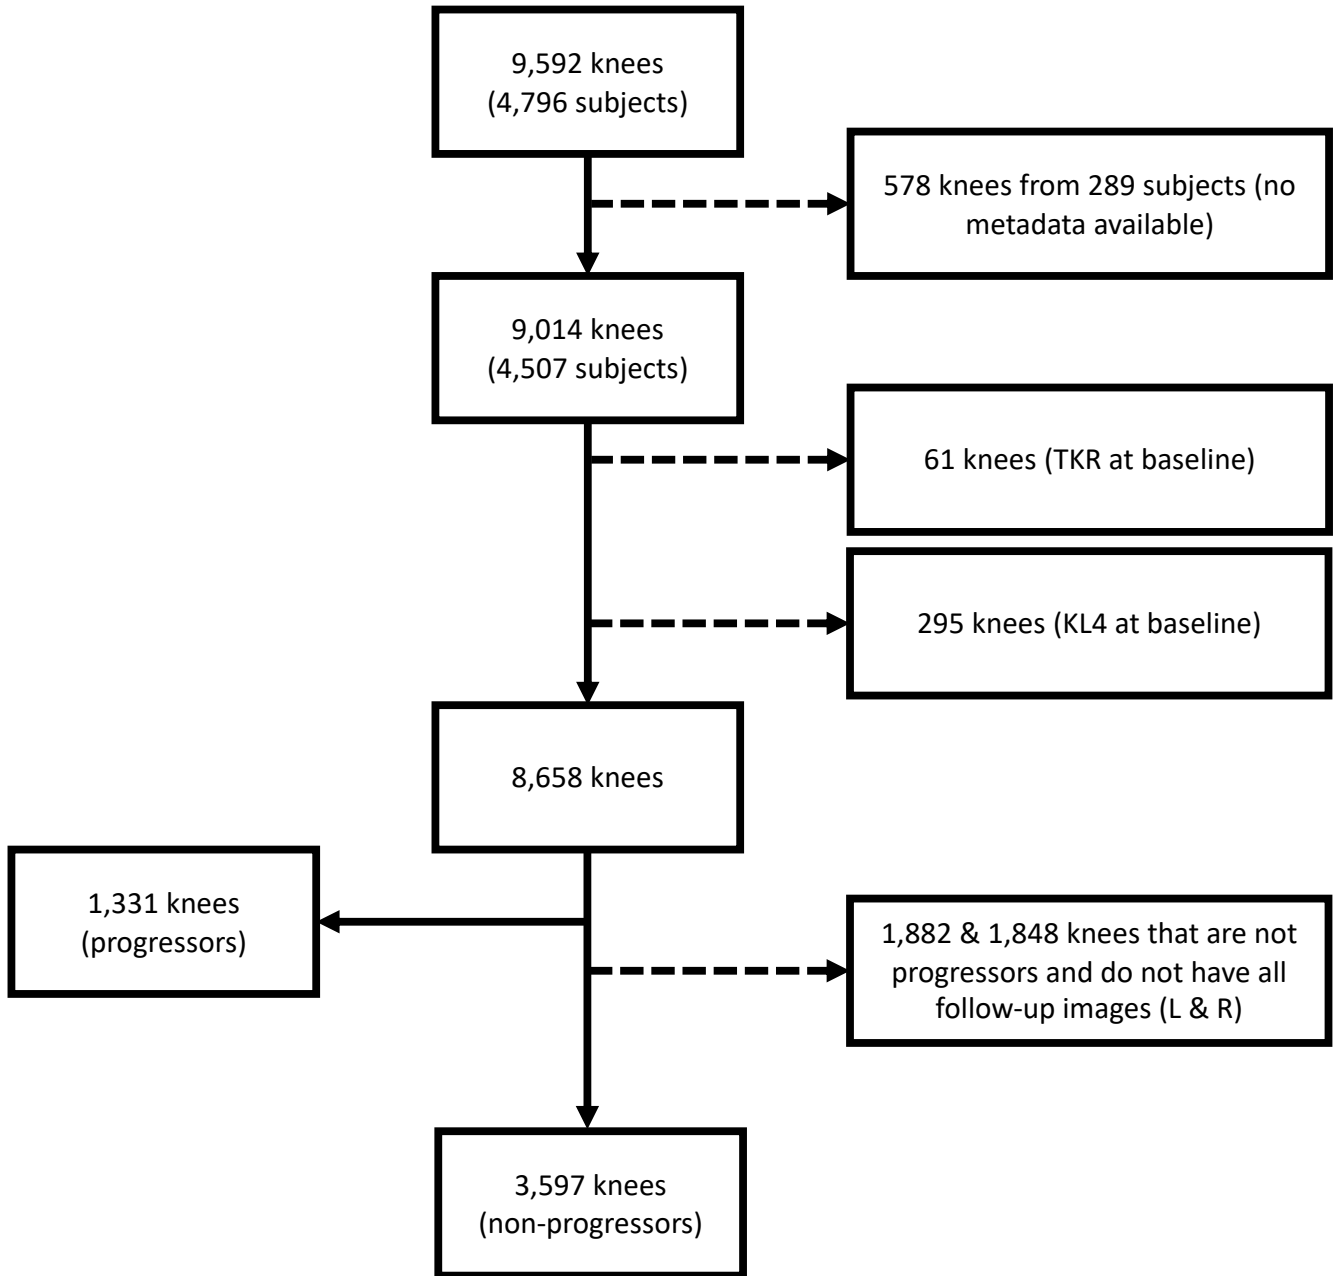 9,592 knees
(4,796 subjects)
578 knees from 289 subjects (no
metadata available)
9,014 knees
(4,507 subjects)
61 knees (TKR at baseline)
295 knees (KL4 at baseline)
8,658 knees
1,331 knees
(progressors)
1,882 & 1,848 knees that are not
progressors and do not have all
follow-up images (L & R)
3,597 knees
(non-progressors)